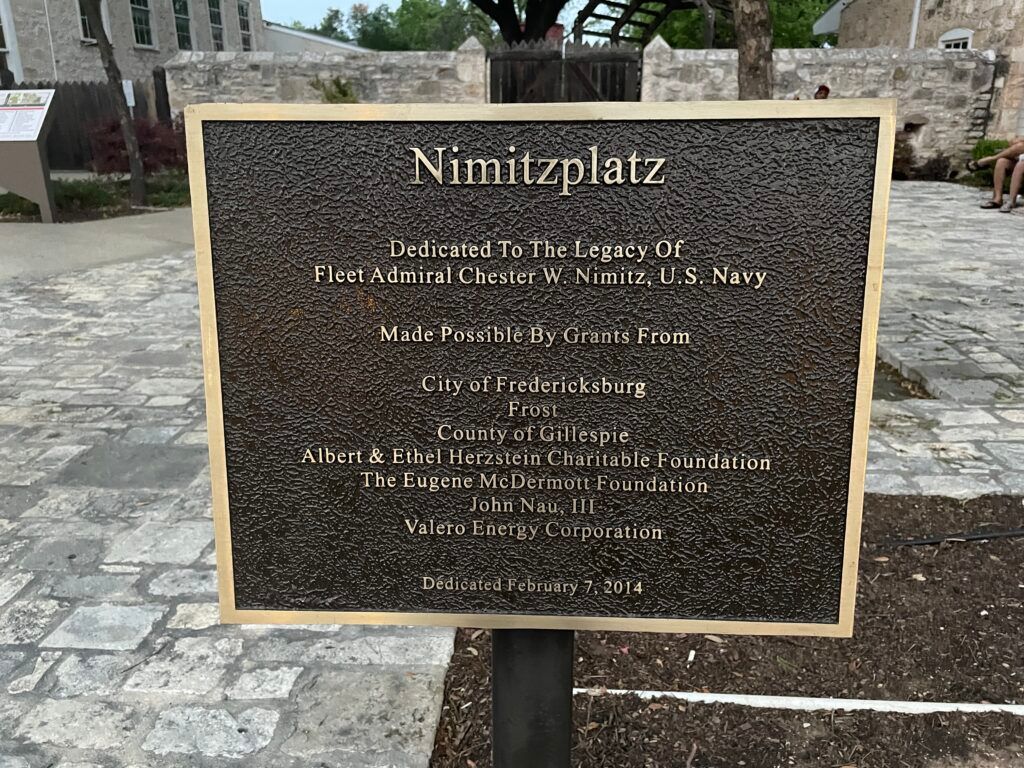 Nimitzplatz
Dedicated To The Legacy Of
Fleet Admiral Chester W. Nimitz, U.S. Navy
Made Possible By Grants From
City of Fredericksburg
Frost
County of Gillespie
Albert & Ethel Herzstein Charitable Foundation
The Eugene McDermott Foundation
John Nau, III
Valero Energy Corporation
Dedicated February 7, 2014